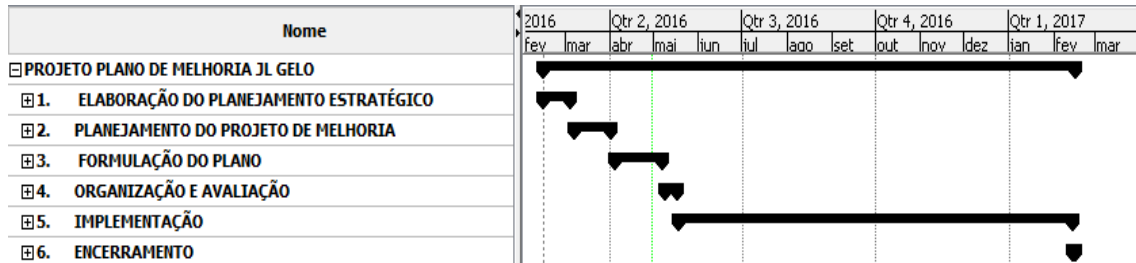 Nome
2016 Qtr 2, 2016 Qtr 3, 2016 Qtr 4, 2016 Qtr 1, 2017
fev mar abr mai jun jul ago set out nov dez jan fev mar
PROJETO PLANO DE MELHORIA JL GELO
1. ELABORAÇÃO DO PLANEJAMENTO ESTRATÉGICO
2. PLANEJAMENTO DO PROJETO DE MELHORIA
3. FORMULAÇÃO DO PLANO
4. ORGANIZAÇÃO E AVALIAÇÃO
5. IMPLEMENTAÇÃO
6. ENCERRAMENTO